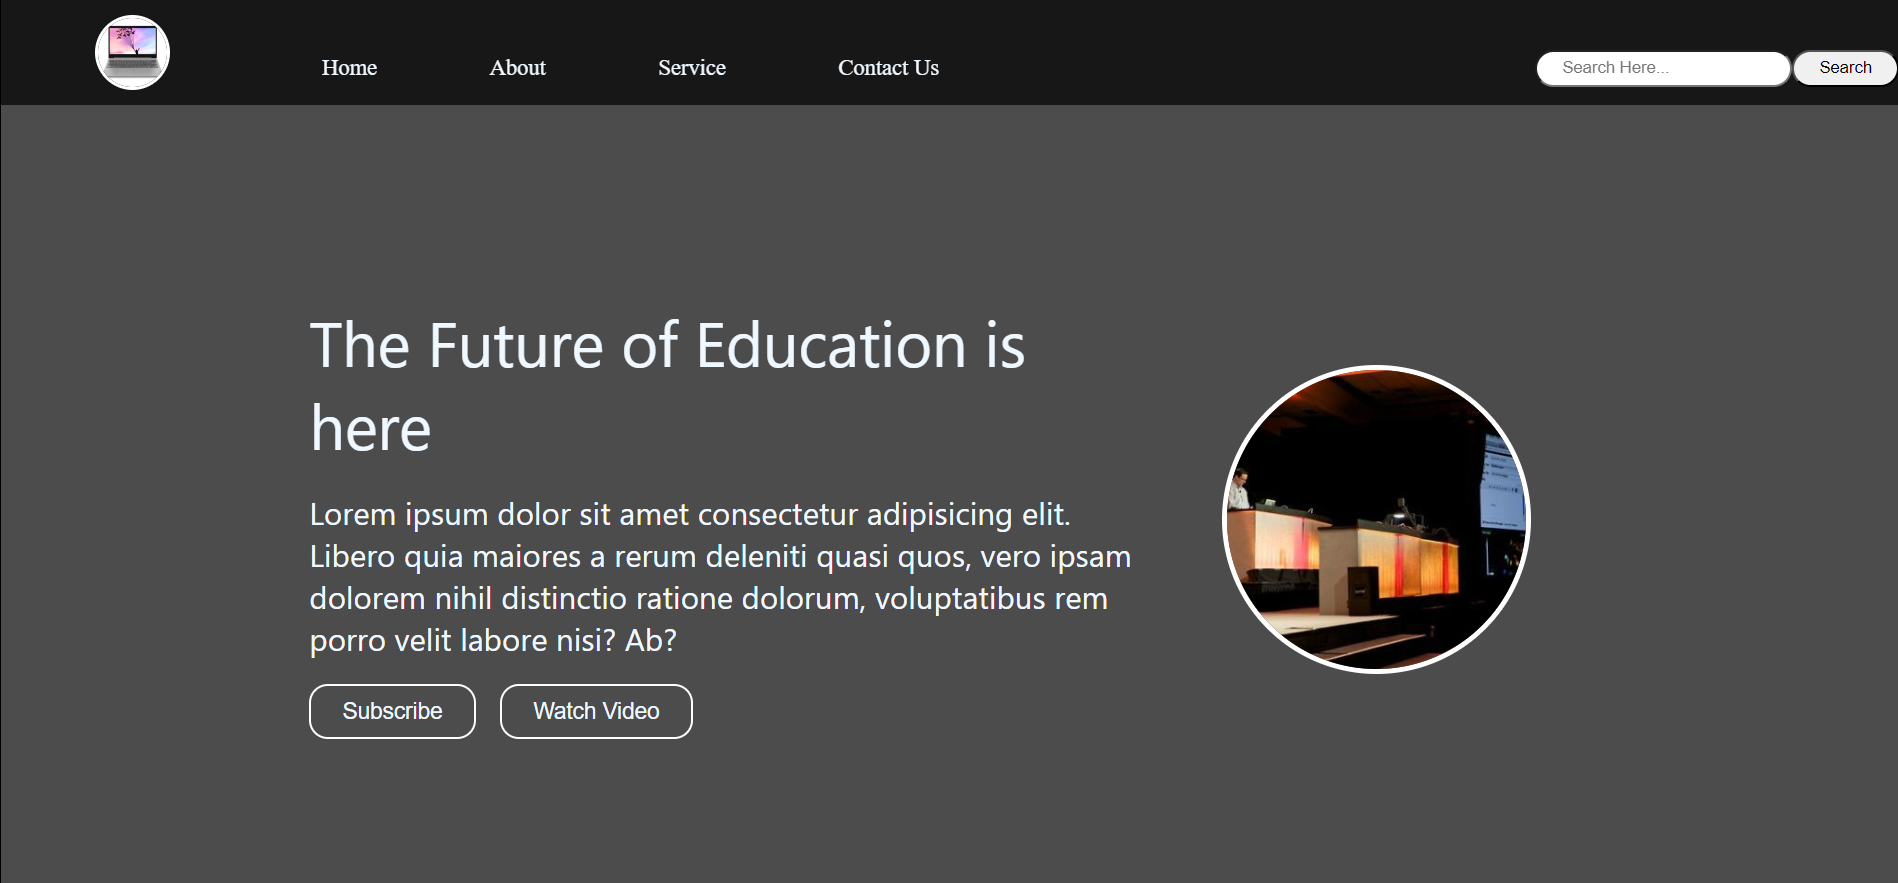 Home About Service Contact Us Search Here... Search
The Future of Education is
here
Lorem ipsum dolor sit amet consectetur adipisicing elit.
Libero quia maiores a rerum deleniti quasi quos, vero ipsam
dolorem nihil distinctio ratione dolorum, voluptatibus rem
porro velit labore nisi? Ab?
Subscribe Watch Video